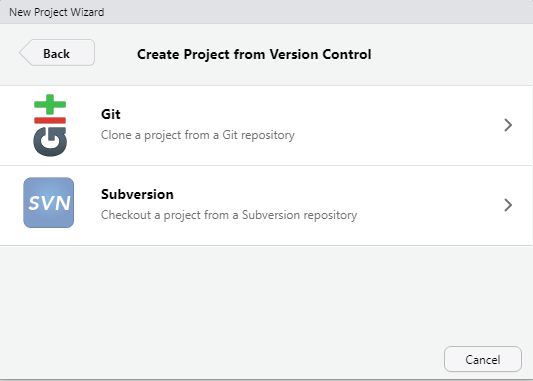 New Project Wizard
Back
Create Project from Version Control
Git
Clone a project from a Git repository
git
SVN
Subversion
Checkout a project from a Subversion repository
Cancel